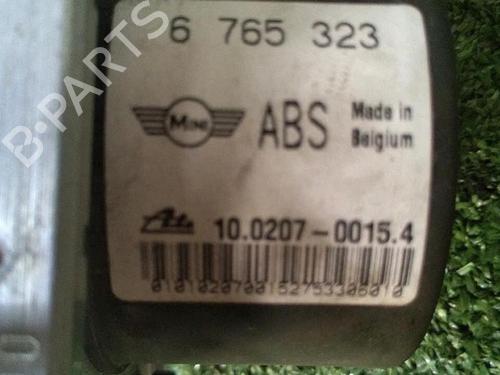 6 765 323
MINI
ABS
Made in
Belgium
Ate
10.0207-0015.4
B-PARTS